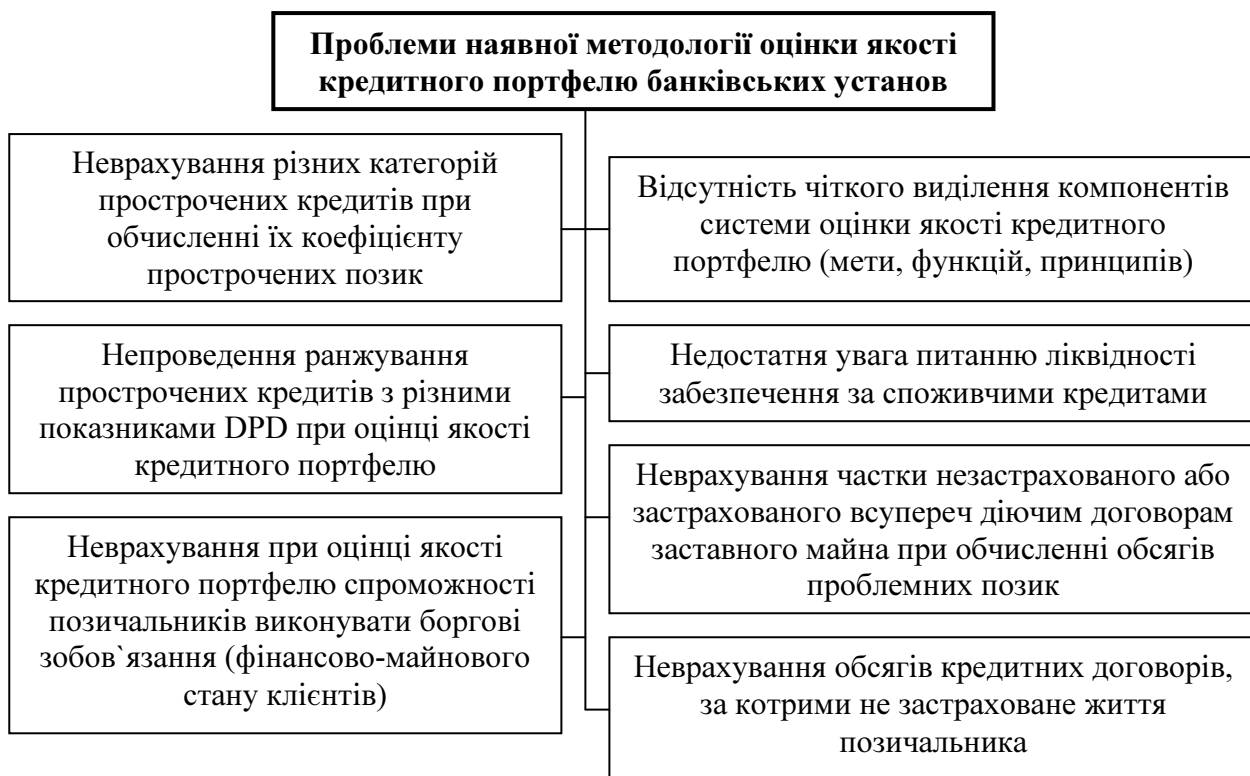 Проблеми наявної методології оцінки якості
кредитного портфелю банківських установ
Неврахування різних категорій
прострочених кредитів при
обчисленні їх коефіцієнту
прострочених позик
Непроведення ранжування
прострочених кредитів з різними
показниками DPD при оцінці якості
кредитного портфелю
Неврахування при оцінці якості
кредитного портфелю спроможності
позичальників виконувати боргові
зобов`язання (фінансово-майнового
стану клієнтів)
Відсутність чіткого виділення компонентів
системи оцінки якості кредитного
портфелю (мети, функцій, принципів)
Недостатня увага питанню ліквідності
забезпечення за споживчими кредитами
Неврахування частки незастрахованого або
застрахованого всупереч діючим договорам
заставного майна при обчисленні обсягів
проблемних позик
Неврахування обсягів кредитних договорів,
за котрими не застраховане життя
позичальника